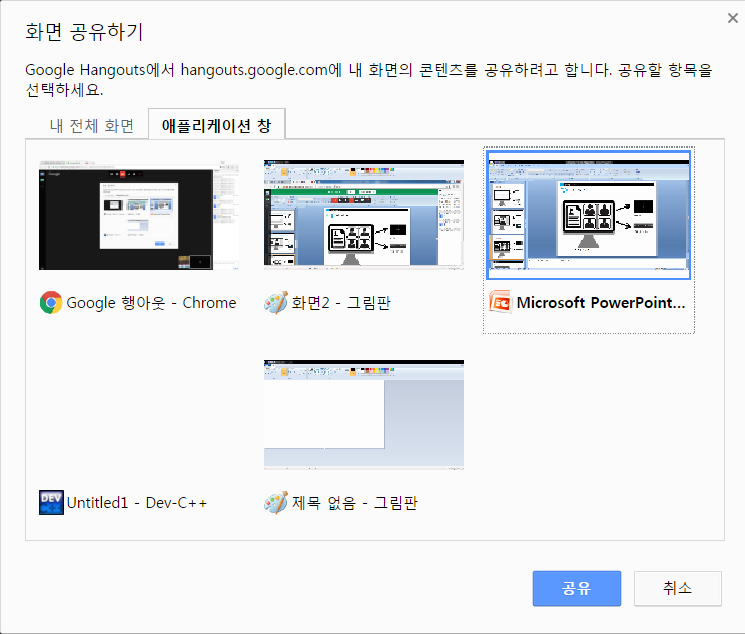 화면 공유하기
Google Hangouts에서 hangouts.google.com에 내 화면의 콘텐츠를 공유하려고 합니다. 공유할 항목을
선택하세요.
내 전체 화면
애플리케이션 창
Google 행아웃 - Chrome
화면2 - 그림판
Microsoft PowerPoint...
DEV
Untitled1 - Dev-C++
제목 없음 - 그림판
공유
취소